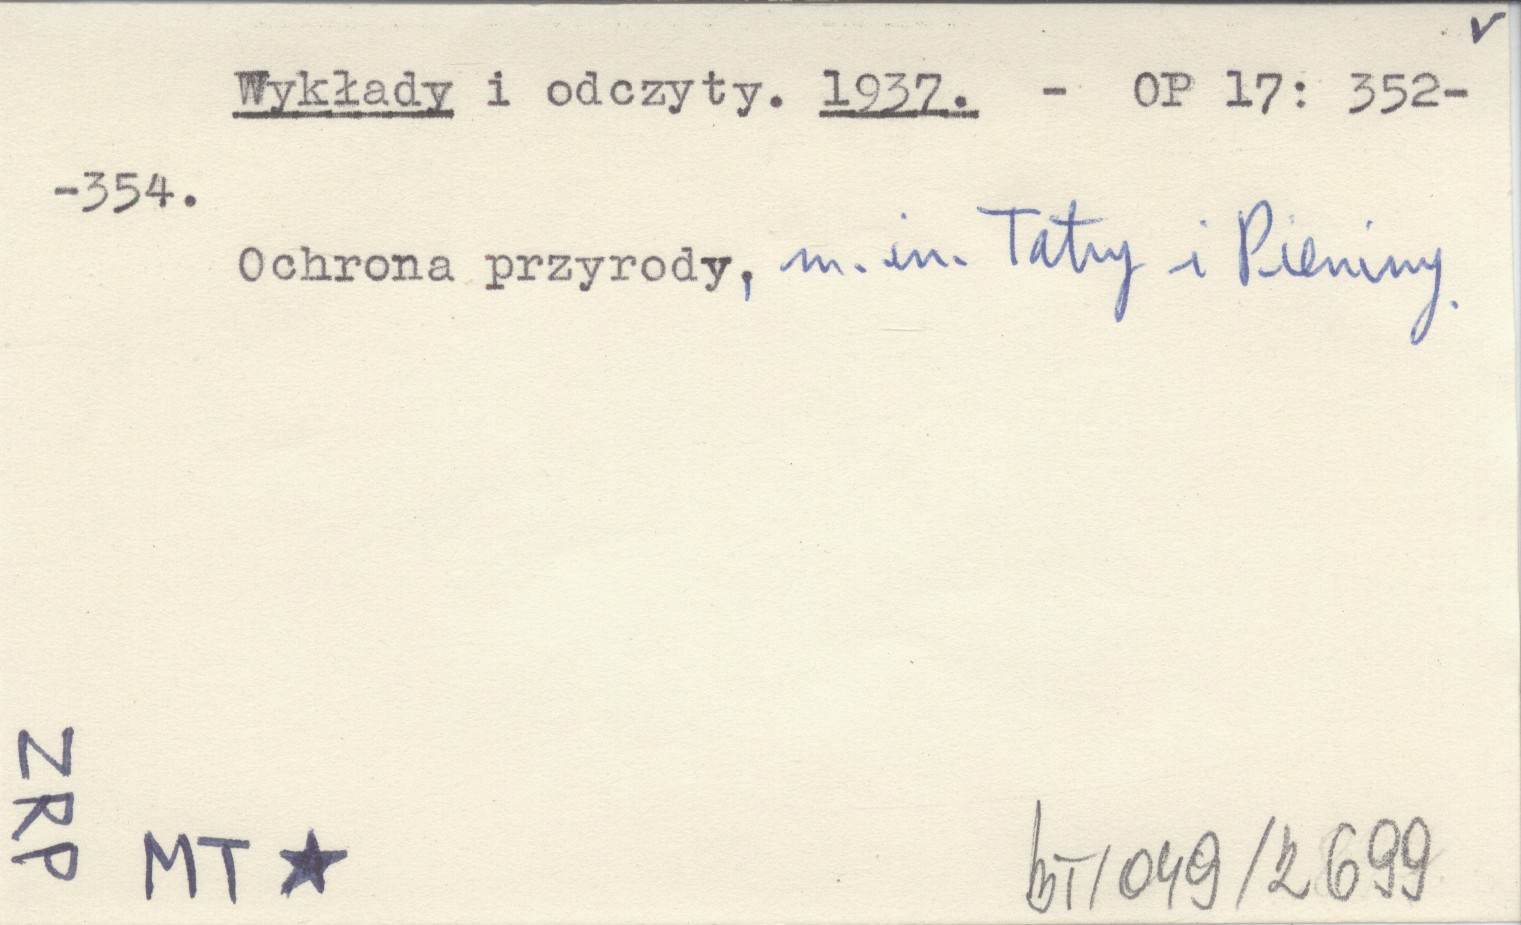 ✓
Wykłady i odczyty. 1937. - OP 17: 352-
-354.
Ochrona przyrody, m.in. Tatry i Pieniny.
ZRP
MT ★
bT/049/2699